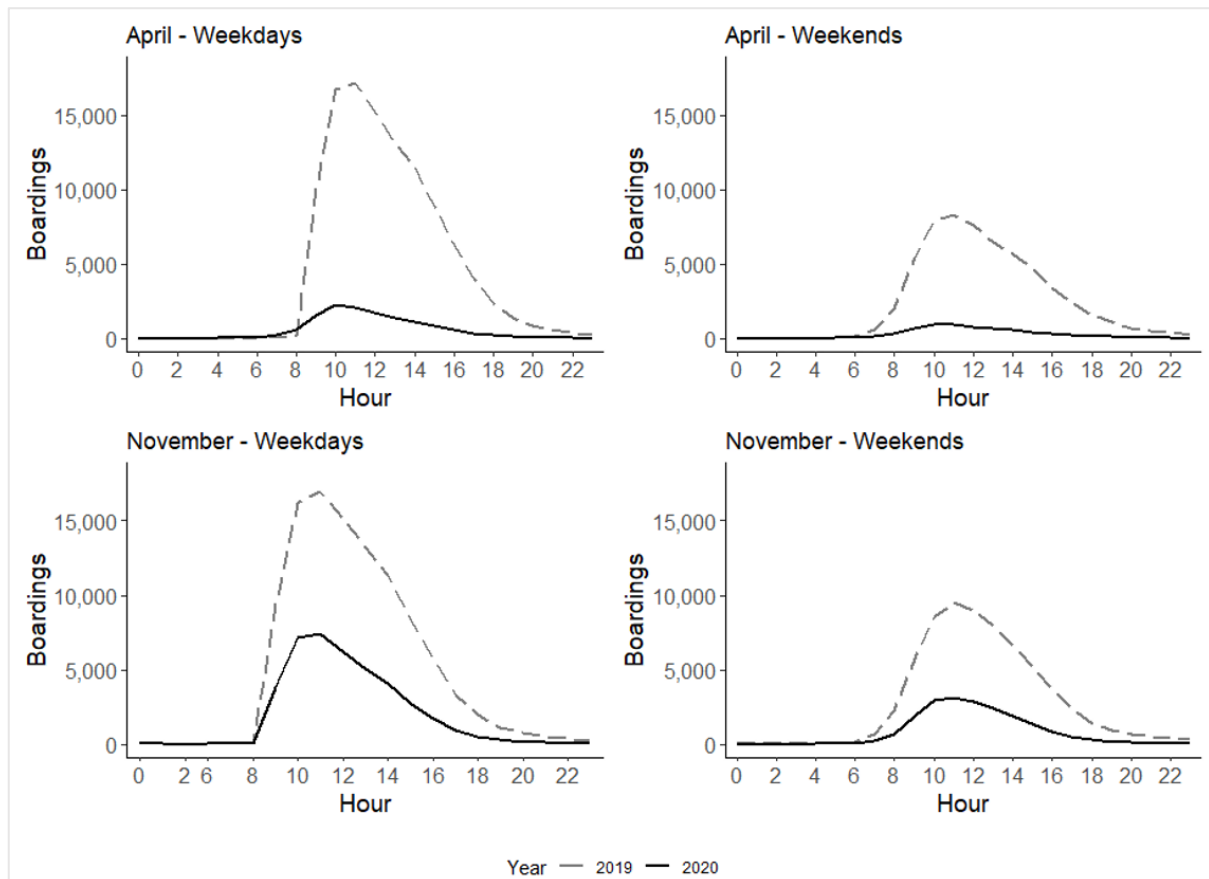 April - Weekdays
15,000
10,000
5,000
0
Boardings
0 2 4 6 8 10 12 14 16 18 20 22
Hour
April - Weekends
15,000
10,000
5,000
0
Boardings
0 2 4 6 8 10 12 14 16 18 20 22
Hour
November - Weekdays
15,000
10,000
5,000
0
Boardings
0 2 6 8 10 12 14 16 18 20 22
Hour
November - Weekends
15,000
10,000
5,000
0
Boardings
0 2 4 6 8 10 12 14 16 18 20 22
Hour
Year 2019 2020